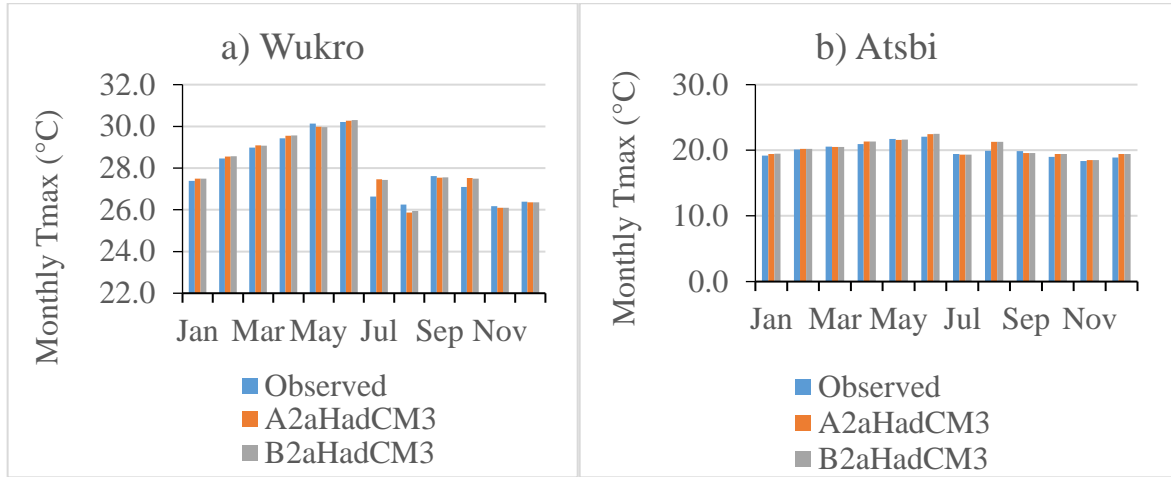 a) Wukro
Monthly Tmax (°C)
32.0
30.0
28.0
26.0
24.0
22.0
Jan Mar May Jul Sep Nov
Observed
A2aHadCM3
B2aHadCM3
b) Atsbi
Monthly Tmax (°C)
30.0
20.0
10.0
0.0
Jan Mar May Jul Sep Nov
Observed
A2aHadCM3
B2aHadCM3